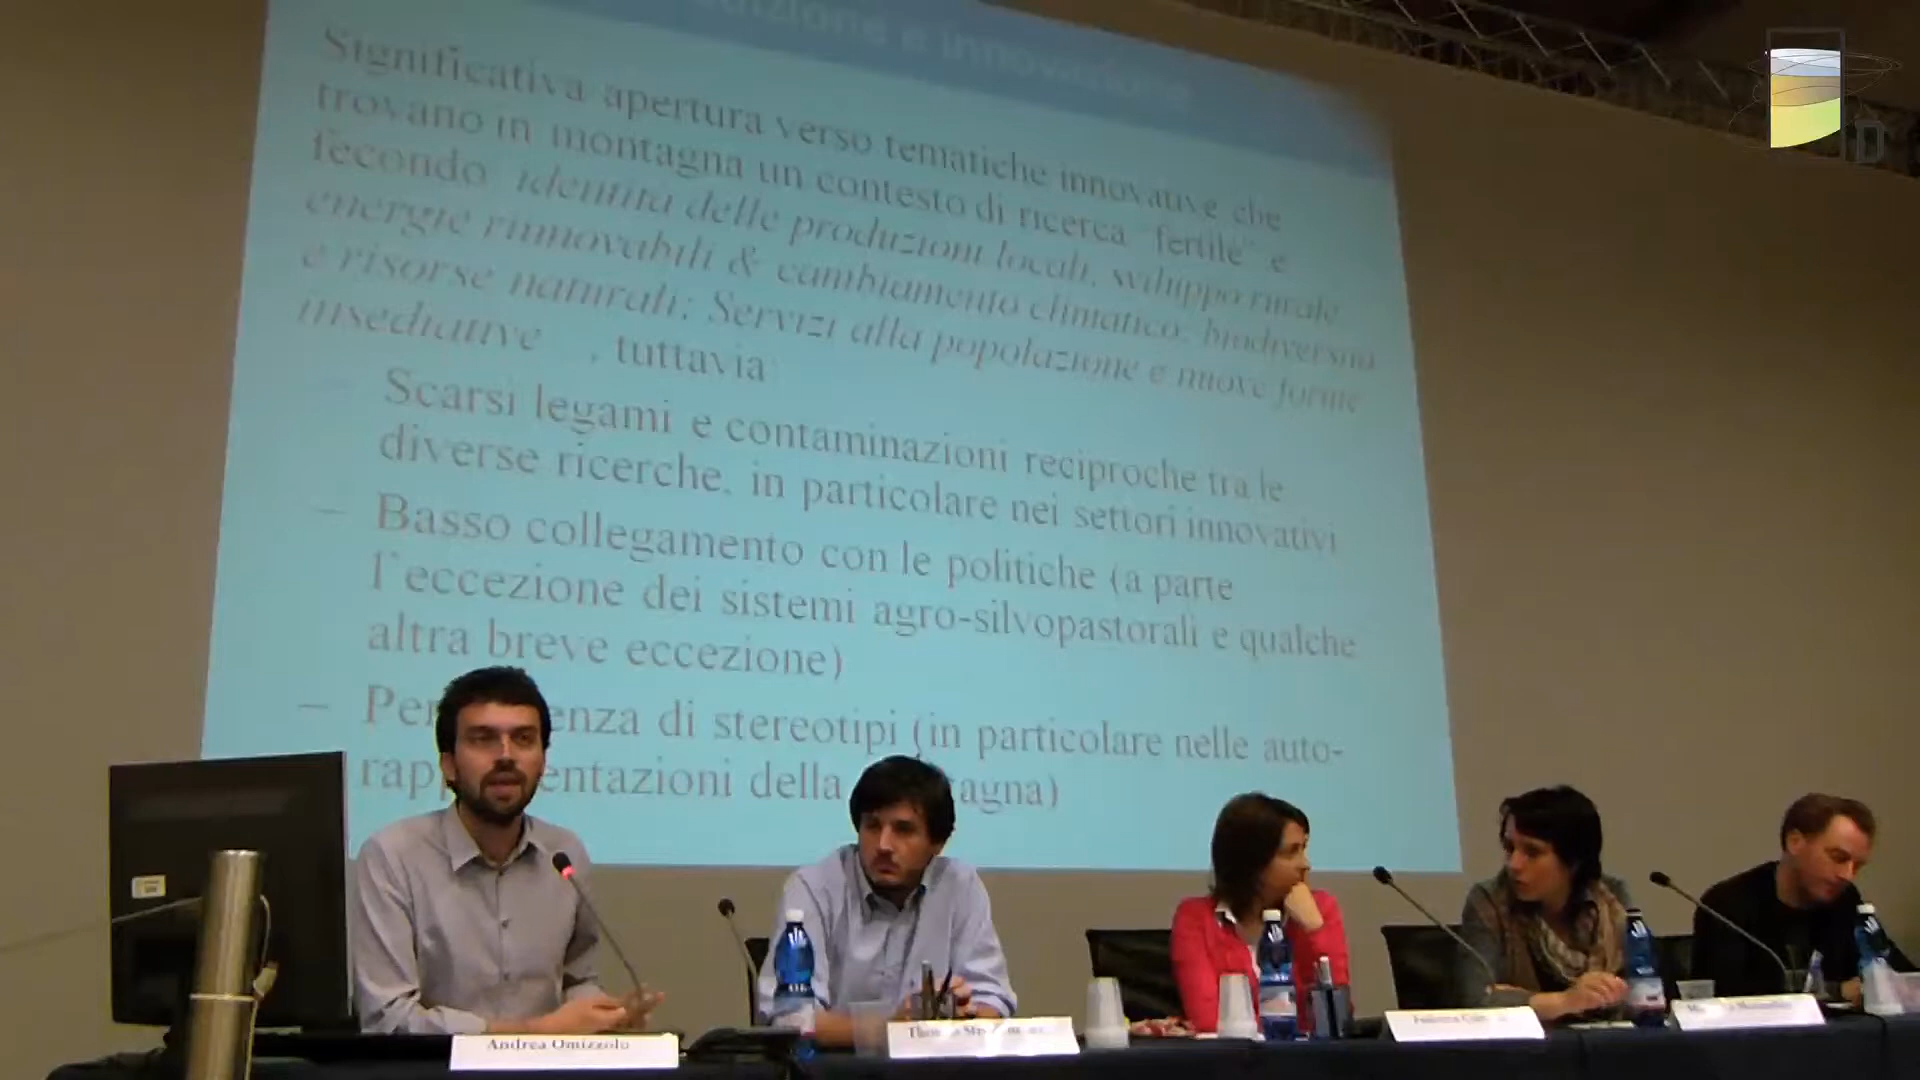 dizione e innovazione
Significativa apertura verso tematiche innovative che
trovano in montagna un contesto di ricerca "fertile" e
fecondo identità delle produzioni locali, sviluppo rurale
energie rinnovabili & cambiamento climatico; biodiversità
e risorse naturali; Servizi alla popolazione e nuove forme
insediative , tuttavia:
– Scarsi legami e contaminazioni reciproche tra le
diverse ricerche, in particolare nei settori innovativi
– Basso collegamento con le politiche (a parte
l'eccezione dei sistemi agro-silvopastorali e qualche
altra breve eccezione)
– Per enza di stereotipi (in particolare nelle auto-
rap entazioni della tagna)
Andrea Omizzolo